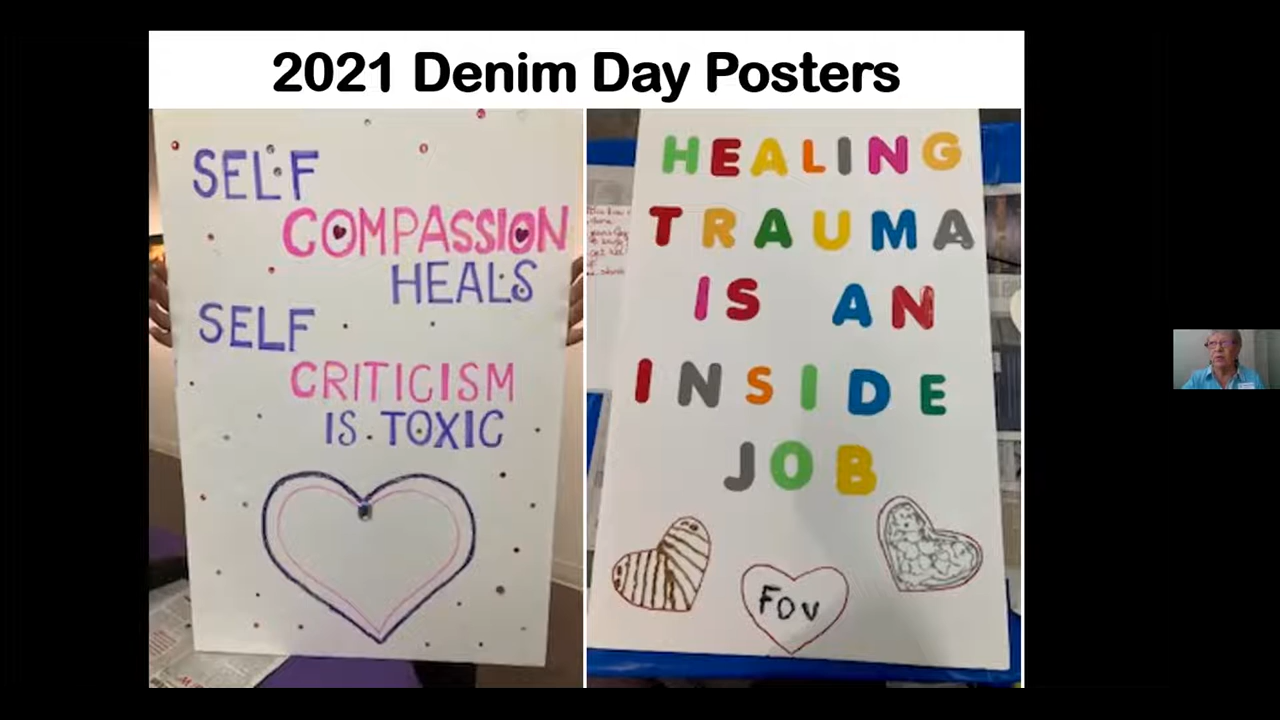 2021 Denim Day Posters
SELF
COMPASSION
HEALS
SELF
CRITICISM
IS TOXIC
HEALING
TRAUMA
IS AN
INSIDE
JOB
FOV